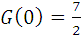 G(0) = 7/2